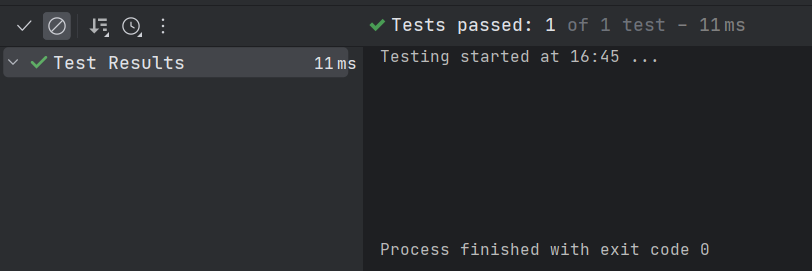 Tests passed: 1 of 1 test – 11 ms
Test Results 11 ms
Testing started at 16:45 ...
Process finished with exit code 0